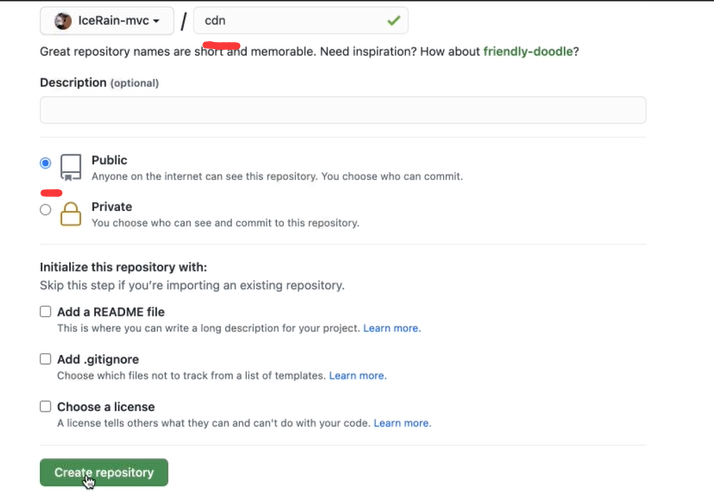 IceRain-mvc / cdn
Great repository names are short and memorable. Need inspiration? How about friendly-doodle?
Description (optional)
Public
Anyone on the internet can see this repository. You choose who can commit.
Private
You choose who can see and commit to this repository.
Initialize this repository with:
Skip this step if you're importing an existing repository.
Add a README file
This is where you can write a long description for your project. Learn more.
Add .gitignore
Choose which files not to track from a list of templates. Learn more.
Choose a license
A license tells others what they can and can't do with your code. Learn more.
Create repository